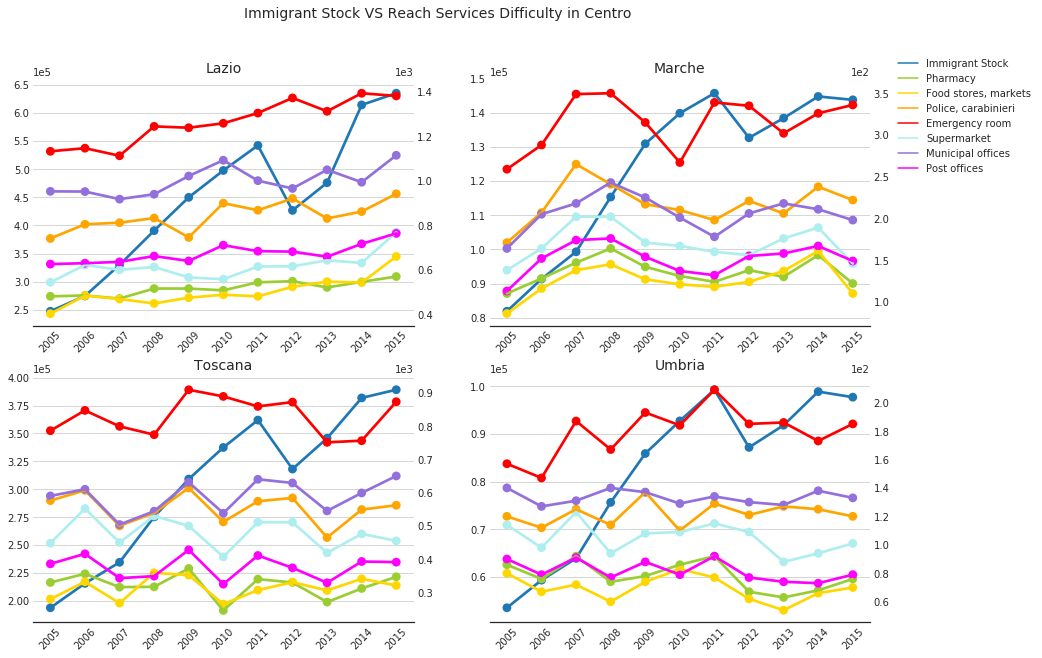 Immigrant Stock VS Reach Services Difficulty in Centro
Lazio
1e5
1e3
6.5
6.0
5.5
5.0
4.5
4.0
3.5
3.0
2.5
1.4
1.2
1.0
0.8
0.6
0.4
2005 2006 2007 2008 2009 2010 2011 2012 2013 2014 2015
Marche
1e5
1e2
1.5
1.4
1.3
1.2
1.1
1.0
0.9
0.8
3.5
3.0
2.5
2.0
1.5
1.0
2005 2006 2007 2008 2009 2010 2011 2012 2013 2014 2015
Immigrant Stock
Pharmacy
Food stores, markets
Police, carabinieri
Emergency room
Supermarket
Municipal offices
Post offices
Toscana
1e5
1e3
4.00
3.75
3.50
3.25
3.00
2.75
2.50
2.25
2.00
0.9
0.8
0.7
0.6
0.5
0.4
0.3
2005 2006 2007 2008 2009 2010 2011 2012 2013 2014 2015
Umbria
1e5
1e2
1.0
0.9
0.8
0.7
0.6
2.0
1.8
1.6
1.4
1.2
1.0
0.8
0.6
2005 2006 2007 2008 2009 2010 2011 2012 2013 2014 2015